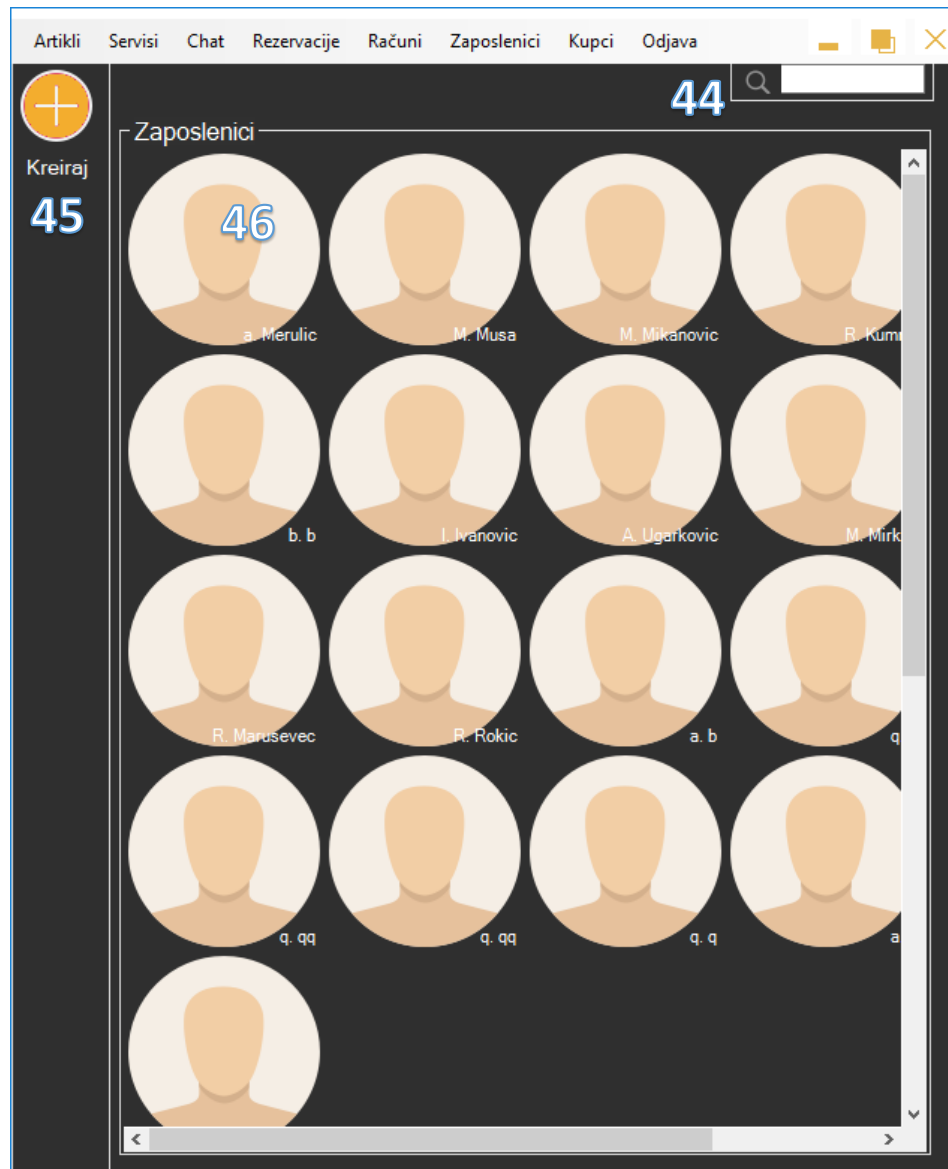 Artikli Servisi Chat Rezervacije Računi Zaposlenici Kupci Odjava
44
Zaposlenici
Kreiraj
45
46
a. Merulic M. Musa M. Mikanovic R.
b. b I. Ivanovic A. Ugarkovic M.
R. Marusevec R. Rokic a. b q
q. qq q. qq q. q a